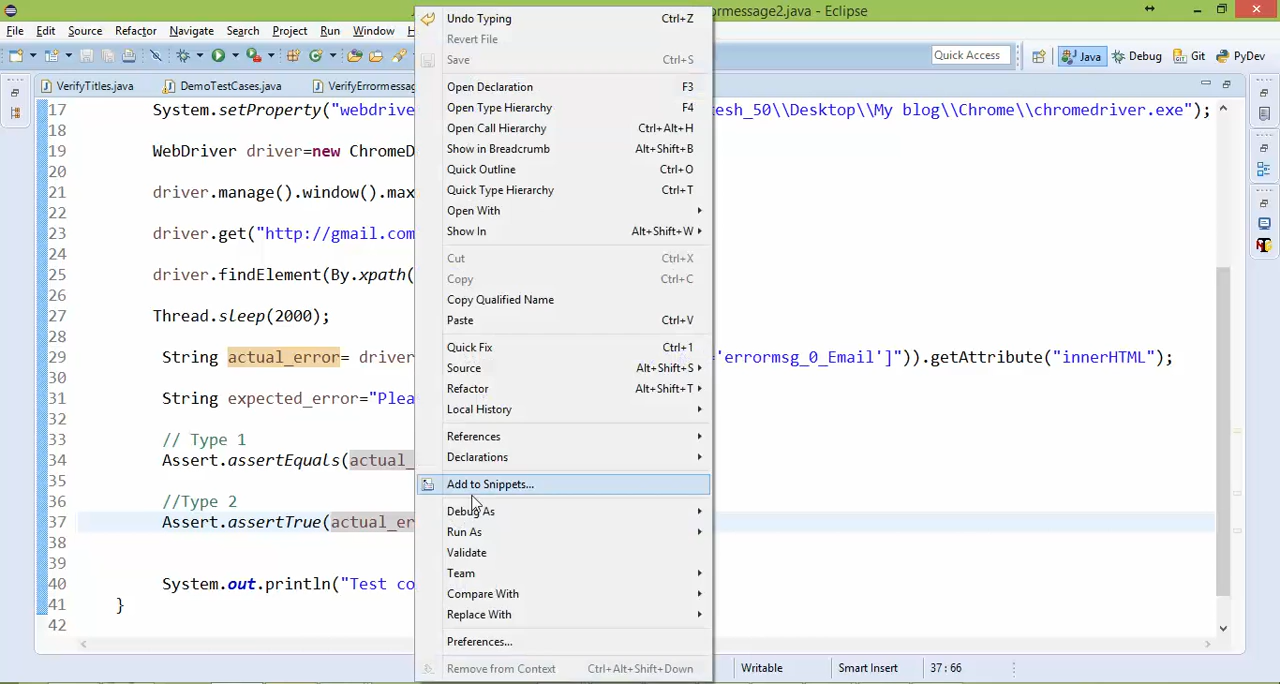 ormessage2.java - Eclipse
File Edit Source Refactor Navigate Search Project Run Window H
Quick Access Java Debug Git PyDev
VerifyTitles.java DemoTestCases.java VerifyErrormessag
Undo Typing Ctrl+Z
Revert File
Save Ctrl+S
Open Declaration F3
Open Type Hierarchy F4
Open Call Hierarchy Ctrl+Alt+H
Show in Breadcrumb Alt+Shift+B
Quick Outline Ctrl+O
Quick Type Hierarchy Ctrl+T
Open With
Show In Alt+Shift+W
Cut Ctrl+X
Copy Ctrl+C
Copy Qualified Name
Paste Ctrl+V
Quick Fix Ctrl+1
Source Alt+Shift+S
Refactor Alt+Shift+T
Local History
References
Declarations
Add to Snippets...
Debug As
Run As
Validate
Team
Compare With
Replace With
Preferences...
Remove from Context Ctrl+Alt+Shift+Down
17 System.setProperty("webdrive esh_50\\Desktop\\My blog\\Chrome\\chromedriver.exe");
18
19 WebDriver driver=new ChromeD
20
21 driver.manage().window().max
22
23 driver.get("http://gmail.com
24
25 driver.findElement(By.xpath(
26
27 Thread.sleep(2000);
28
29 String actual_error= driver ='errormsg_0_Email']")).getAttribute("innerHTML");
30
31 String expected_error="Plea
32
33 // Type 1
34 Assert.assertEquals(actual_
35
36 //Type 2
37 Assert.assertTrue(actual_er
38
39
40 System.out.println("Test co
41 }
42
Writable Smart Insert 37 : 66